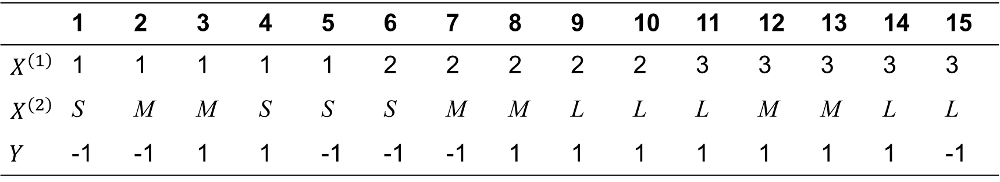 1 2 3 4 5 6 7 8 9 10 11 12 13 14 15
X⁽¹⁾ 1 1 1 1 1 2 2 2 2 2 3 3 3 3 3
X⁽²⁾ S M M S S S M M L L L M M L L
Y -1 -1 1 1 -1 -1 -1 1 1 1 1 1 1 1 -1